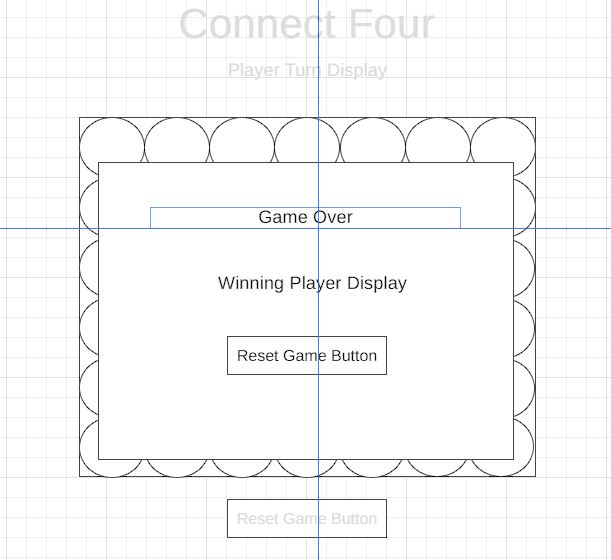 Connect Four
Player Turn Display
Game Over
Winning Player Display
Reset Game Button
Reset Game Button